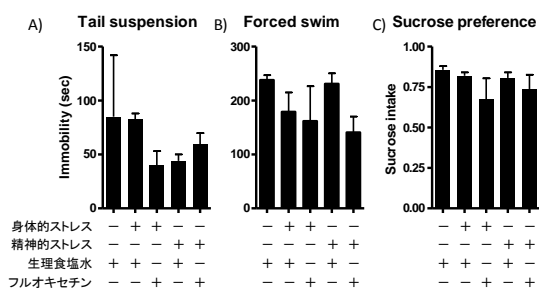 A) Tail suspension B) Forced swim C) Sucrose preference
Immobility (sec)
150
100
50
0
300
200
100
0
Sucrose intake
1.00
0.75
0.50
0.25
0.00
身体的ストレス － ＋ ＋ － － － ＋ ＋ － － － ＋ ＋ － －
精神的ストレス － － － ＋ ＋ － － － ＋ ＋ － － － ＋ ＋
生理食塩水 ＋ ＋ － ＋ － ＋ ＋ － ＋ － ＋ ＋ － ＋ －
フルオキセチン － － ＋ － ＋ － － ＋ － ＋ － － ＋ － ＋